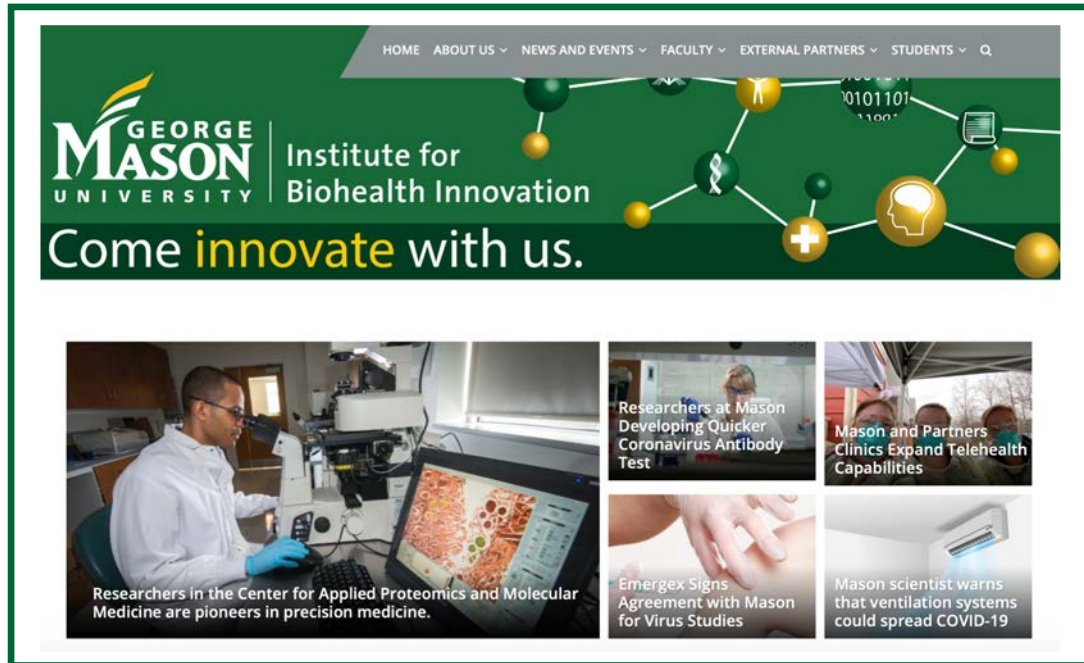 HOME ABOUT US NEWS AND EVENTS FACULTY EXTERNAL PARTNERS STUDENTS
GEORGE
MASON
UNIVERSITY
Institute for
Biohealth Innovation
00101101
Come innovate with us.
Researchers in the Center for Applied Proteomics and Molecular
Medicine are pioneers in precision medicine.
Researchers at Mason
Developing Quicker
Coronavirus Antibody
Test
Mason and Partners
Clinics Expand Telehealth
Capabilities
Emergex Signs
Agreement with Mason
for Virus Studies
Mason scientist warns
that ventilation systems
could spread COVID-19